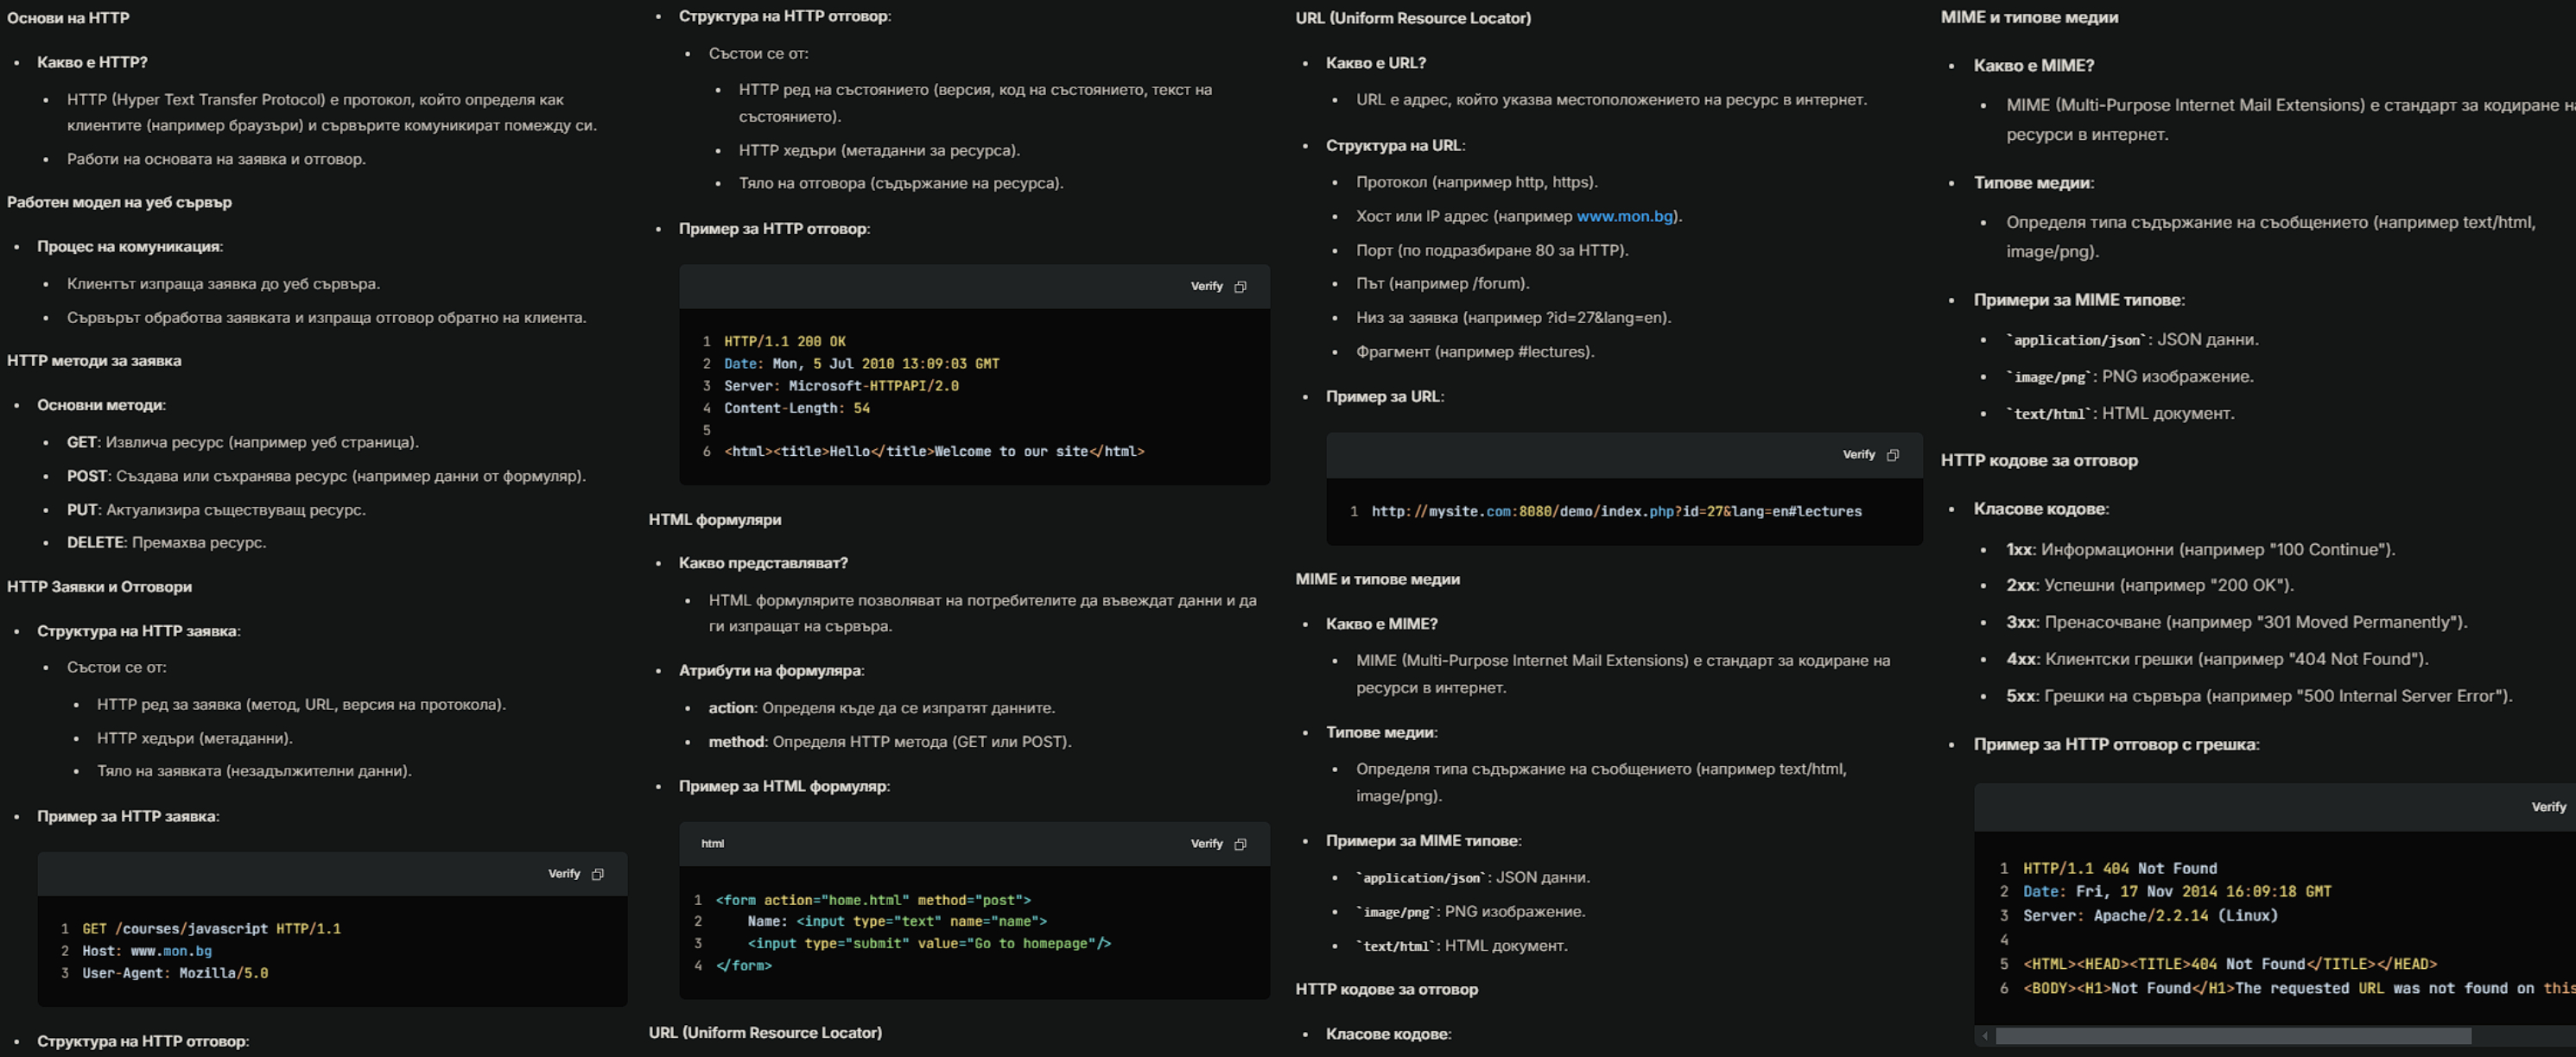 Основи на HTTP
• Какво е HTTP?
• HTTP (Hyper Text Transfer Protocol) е протокол, който определя как
клиентите (например браузъри) и сървърите комуникират помежду си.
• Работи на основата на заявка и отговор.
Работен модел на уеб сървър
• Процес на комуникация:
• Клиентът изпраща заявка до уеб сървъра.
• Сървърът обработва заявката и изпраща отговор обратно на клиента.
HTTP методи за заявка
• Основни методи:
• GET: Извлича ресурс (например уеб страница).
• POST: Създава или съхранява ресурс (например данни от формуляр).
• PUT: Актуализира съществуващ ресурс.
• DELETE: Премахва ресурс.
HTTP Заявки и Отговори
• Структура на HTTP заявка:
• Състои се от:
• HTTP ред за заявка (метод, URL, версия на протокола).
• HTTP хедъри (метаданни).
• Тяло на заявката (незадължителни данни).
• Пример за HTTP заявка:
Verify
1 GET /courses/javascript HTTP/1.1
2 Host: www.mon.bg
3 User-Agent: Mozilla/5.0
• Структура на HTTP отговор:
• Структура на HTTP отговор:
• Състои се от:
• HTTP ред на състоянието (версия, код на състоянието, текст на
състоянието).
• HTTP хедъри (метаданни за ресурса).
• Тяло на отговора (съдържание на ресурса).
• Пример за HTTP отговор:
Verify
1 HTTP/1.1 200 OK
2 Date: Mon, 5 Jul 2010 13:09:03 GMT
3 Server: Microsoft-HTTPAPI/2.0
4 Content-Length: 54
5
6 <html><title>Hello</title>Welcome to our site</html>
HTML формуляри
• Какво представляват?
• HTML формулярите позволяват на потребителите да въвеждат данни и да
ги изпращат на сървъра.
• Атрибути на формуляра:
• action: Определя къде да се изпратят данните.
• method: Определя HTTP метода (GET или POST).
• Пример за HTML формуляр:
html Verify
1 <form action="home.html" method="post">
2 Name: <input type="text" name="name">
3 <input type="submit" value="Go to homepage"/>
4 </form>
URL (Uniform Resource Locator)
URL (Uniform Resource Locator)
• Какво е URL?
• URL е адрес, който указва местоположението на ресурс в интернет.
• Структура на URL:
• Протокол (например http, https).
• Хост или IP адрес (например www.mon.bg).
• Порт (по подразбиране 80 за HTTP).
• Път (например /forum).
• Низ за заявка (например ?id=27&lang=en).
• Фрагмент (например #lectures).
• Пример за URL:
Verify
1 http://mysite.com:8080/demo/index.php?id=27&lang=en#lectures
MIME и типове медии
• Какво е MIME?
• MIME (Multi-Purpose Internet Mail Extensions) е стандарт за кодиране на
ресурси в интернет.
• Типове медии:
• Определя типа съдържание на съобщението (например text/html,
image/png).
• Примери за MIME типове:
• `application/json`: JSON данни.
• `image/png`: PNG изображение.
• `text/html`: HTML документ.
HTTP кодове за отговор
• Класове кодове:
MIME и типове медии
• Какво е MIME?
• MIME (Multi-Purpose Internet Mail Extensions) е стандарт за кодиране на
ресурси в интернет.
• Типове медии:
• Определя типа съдържание на съобщението (например text/html,
image/png).
• Примери за MIME типове:
• `application/json`: JSON данни.
• `image/png`: PNG изображение.
• `text/html`: HTML документ.
HTTP кодове за отговор
• Класове кодове:
• 1xx: Информационни (например "100 Continue").
• 2xx: Успешни (например "200 OK").
• 3xx: Пренасочване (например "301 Moved Permanently").
• 4xx: Клиентски грешки (например "404 Not Found").
• 5xx: Грешки на сървъра (например "500 Internal Server Error").
• Пример за HTTP отговор с грешка:
Verify
1 HTTP/1.1 404 Not Found
2 Date: Fri, 17 Nov 2014 16:09:18 GMT
3 Server: Apache/2.2.14 (Linux)
4
5 <HTML><HEAD><TITLE>404 Not Found</TITLE></HEAD>
6 <BODY><H1>Not Found</H1>The requested URL was not found on this